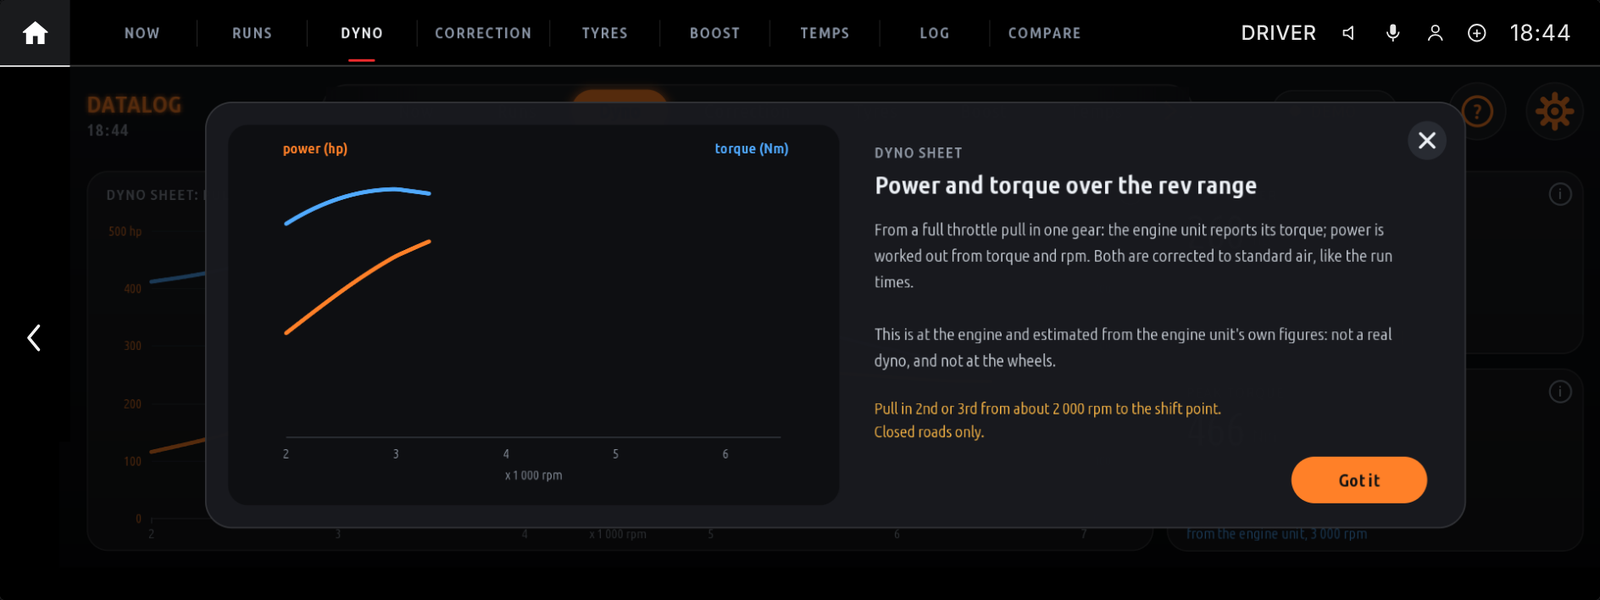 NOW
RUNS
DYNO
CORRECTION
TYRES
BOOST
TEMPS
LOG
COMPARE
DRIVER
18:44
DATALOG
18:44
DYNO SHEET:
500 hp
400
300
200
100
0
2
3
4
x 1 000 rpm
5
6
7
from the engine unit, 3 000 rpm
power (hp)
torque (Nm)
2
3
4
5
6
x 1 000 rpm
DYNO SHEET
Power and torque over the rev range
From a full throttle pull in one gear: the engine unit reports its torque; power is
worked out from torque and rpm. Both are corrected to standard air, like the run
times.
This is at the engine and estimated from the engine unit's own figures: not a real
dyno, and not at the wheels.
Pull in 2nd or 3rd from about 2 000 rpm to the shift point.
Closed roads only.
Got it